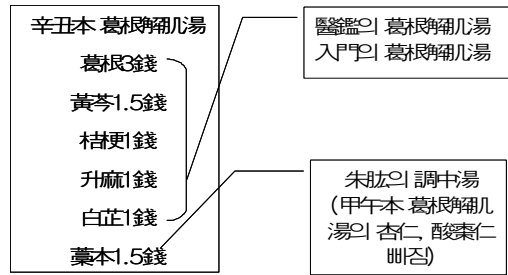 辛丑本 葛根解肌湯
葛根3錢
黃芩1.5錢
桔梗1錢
升麻1錢
白芷1錢
藁本1.5錢
醫鑑의 葛根解肌湯
入門의 葛根解肌湯
朱肱의 調中湯
(甲午本 葛根解肌
湯의 杏仁, 酸棗仁
빠짐)